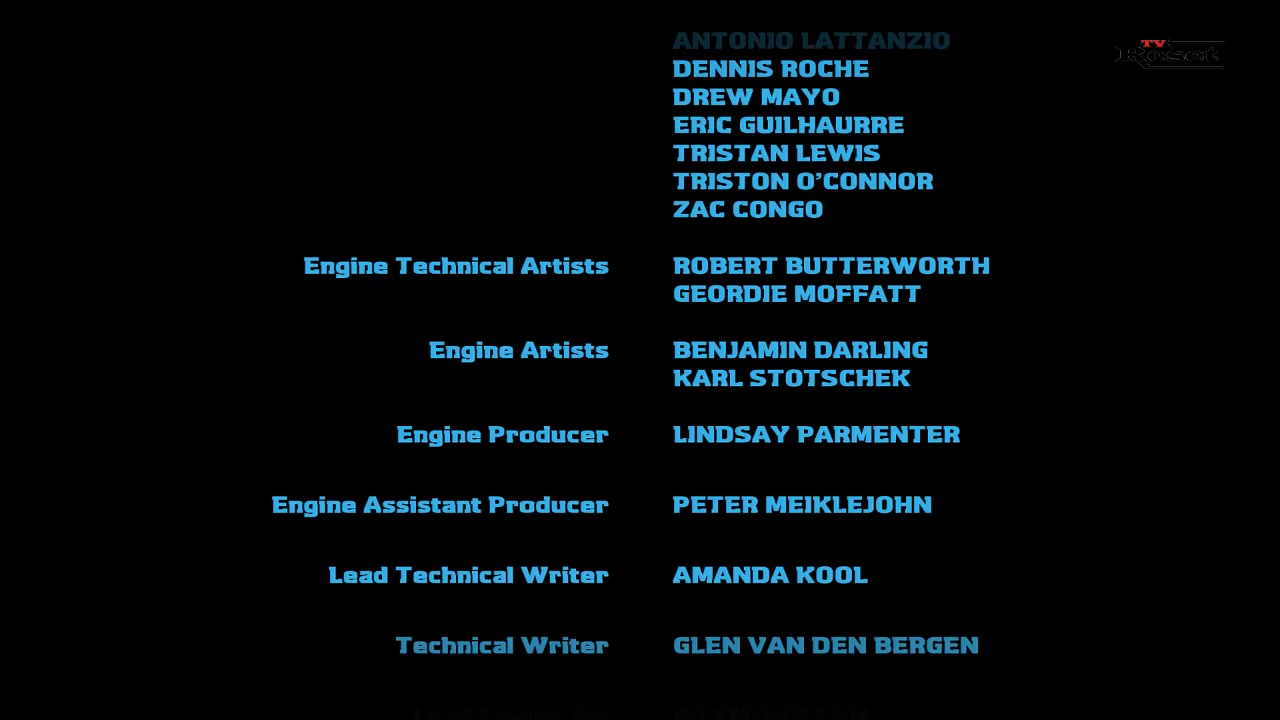 ANTONIO LATTANZIO
TV
Reset
DENNIS ROCHE
DREW MAYO
ERIC GUILHAURRE
TRISTAN LEWIS
TRISTON O’CONNOR
ZAC CONGO
Engine Technical Artists ROBERT BUTTERWORTH
GEORDIE MOFFATT
Engine Artists BENJAMIN DARLING
KARL STOTSCHEK
Engine Producer LINDSAY PARMENTER
Engine Assistant Producer PETER MEIKLEJOHN
Lead Technical Writer AMANDA KOOL
Technical Writer GLEN VAN DEN BERGEN